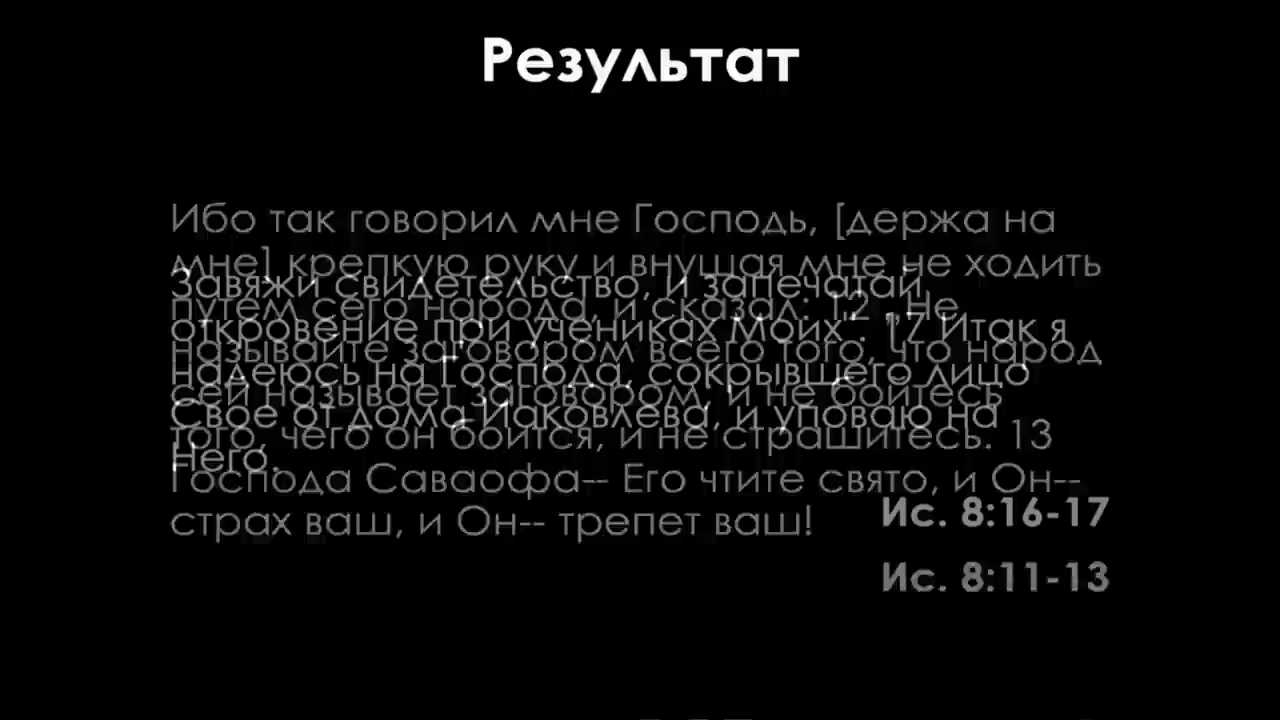 Результат
Ибо так говорил мне Господь, [держа на
мне] крепкую руку и внушая мне не ходить
путем сего народа, и сказал: 12 "Не
называйте заговором всего того, что народ
сей называет заговором, и не бойтесь
того, чего он боится, и не страшитесь. 13
Господа Саваофа-- Его чтите свято, и Он--
страх ваш, и Он-- трепет ваш!
Ис. 8:11-13
Завяжи свидетельство, и запечатай
откровение при учениках Моих". 17 Итак я
надеюсь на Господа, сокрывшего лицо
Свое от дома Иаковлева, и уповаю на
Него.
Ис. 8:16-17